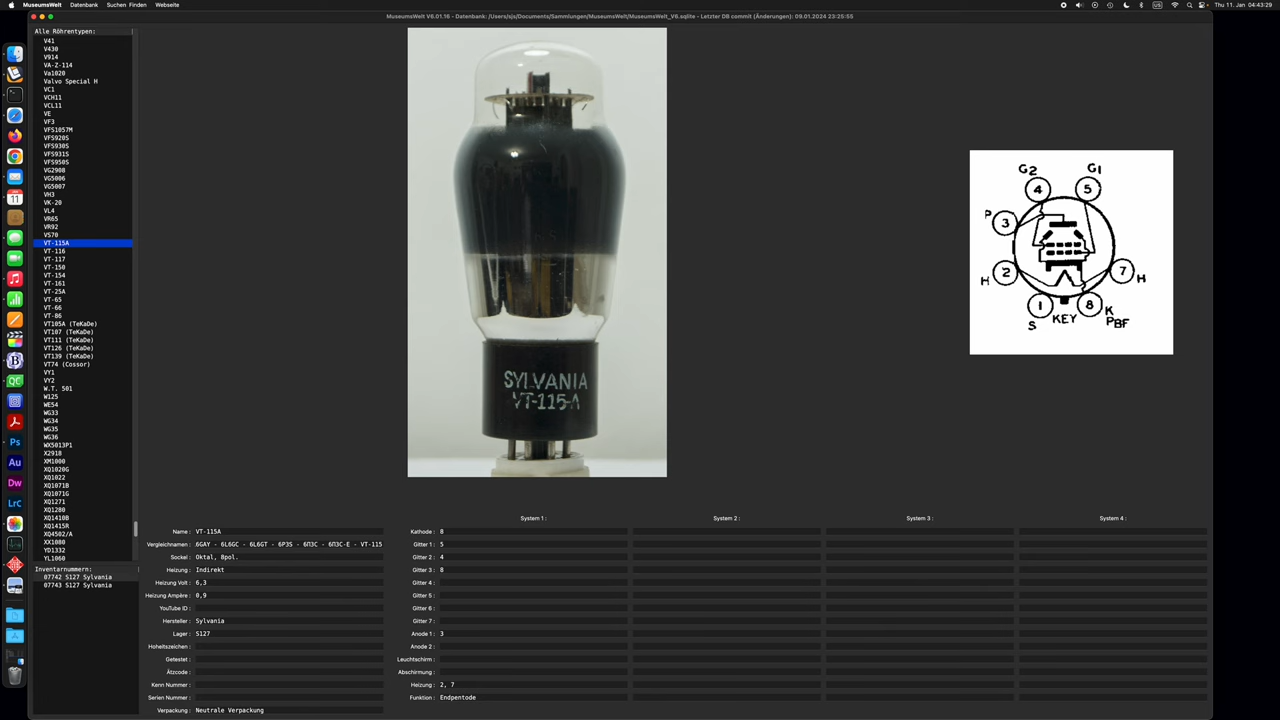 MuseumsWelt Datenbank Suchen Finden Webseite
Thu 11. Jan 04:43:29
MuseumsWelt V6.01.16 - Datenbank: /Users/sjs/Documents/Sammlungen/MuseumsWelt/MuseumsWelt_V6.sqlite - Letzter DB commit (Änderungen): 09.01.2024 23:25:55
Alle Röhrentypen:
V41
V430
V914
VA-Z-114
Va1020
Valvo Special H
VC1
VCH11
VCL11
VE
VF3
VFS1057M
VFS920S
VFS930S
VFS931S
VFS950S
VG2908
VG5006
VG5007
VH3
VK-20
VL4
VR65
VR92
VS70
VT-115A
VT-116
VT-117
VT-150
VT-154
VT-161
VT-25A
VT-65
VT-66
VT-86
VT105A (TeKaDe)
VT107 (TeKaDe)
VT111 (TeKaDe)
VT126 (TeKaDe)
VT139 (TeKaDe)
VT74 (Cossor)
VY1
VY2
W.T. 501
W125
WE54
WG33
WG34
WG35
WG36
WX5013P1
X2918
XM1000
XQ1020G
XQ1022
XQ1071B
XQ1071G
XQ1271
XQ1280
XQ1410B
XQ1415R
XQ4502/A
XX1080
YD1332
YL1060
Inventarnummern:
07742 S127 Sylvania
07743 S127 Sylvania
SYLVANIA
VT-115-A
G2 G1
4 5
P 3
H 2 7 H
1 8 K
S KEY PBF
System 1 : System 2 : System 3 : System 4 :
Name : VT-115A
Vergleichnamen : 6GAY - 6L6GC - 6L6GT - 6P3S - 6П3С - 6П3С-Е - VT-115
Sockel : Oktal, 8pol.
Heizung : Indirekt
Heizung Volt : 6,3
Heizung Ampère : 0,9
YouTube ID :
Hersteller : Sylvania
Lager : S127
Hoheitszeichen :
Getestet :
Ätzcode :
Kenn Nummer :
Serien Nummer :
Verpackung : Neutrale Verpackung
Kathode : 8
Gitter 1 : 5
Gitter 2 : 4
Gitter 3 : 8
Gitter 4 :
Gitter 5 :
Gitter 6 :
Gitter 7 :
Anode 1 : 3
Anode 2 :
Leuchtschirm :
Abschirmung :
Heizung : 2, 7
Funktion : Endpentode